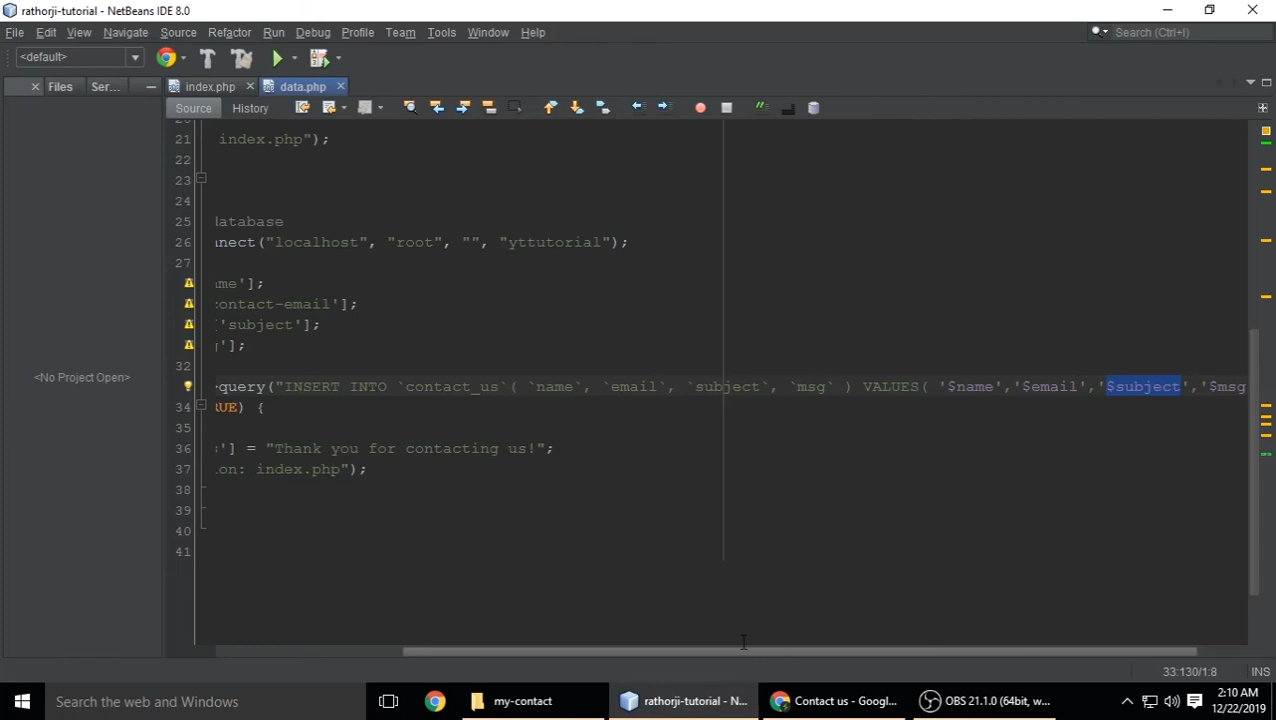 rathorji-tutorial - NetBeans IDE 8.0
File Edit View Navigate Source Refactor Run Debug Profile Team Tools Window Help
Search (Ctrl+I)
<default>
Files Ser... index.php data.php
Source History
21 index.php");
22
23
24
25 database
26 nnect("localhost", "root", "", "yttutorial");
27
me'];
contact-email'];
['subject'];
g'];
32
<No Project Open>
query("INSERT INTO `contact_us`( `name`, `email`, `subject`, `msg` ) VALUES( '$name','$email','$subject','$msg
34 RUE) {
35
36 '] = "Thank you for contacting us!";
37 on: index.php");
38
39
40
41
33:130/1:8 INS
Search the web and Windows
my-contact
rathorji-tutorial - N...
Contact us - Googl...
OBS 21.1.0 (64bit, w...
2:10 AM
12/22/2019